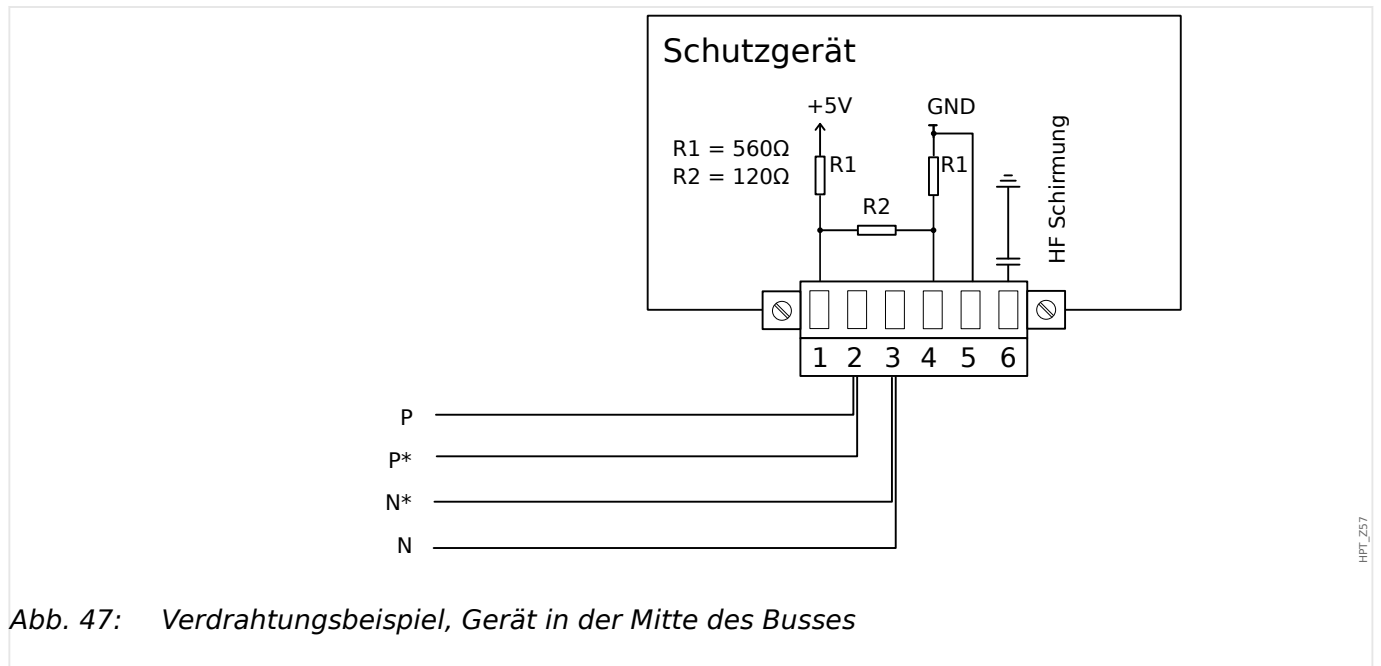 Schutzgerät
+5V
GND
R1 = 560Ω
R2 = 120Ω
R1
R1
R2
HF Schirmung
1 2 3 4 5 6
P
P*
N*
N
HPT_Z57
Abb. 47: Verdrahtungsbeispiel, Gerät in der Mitte des Busses